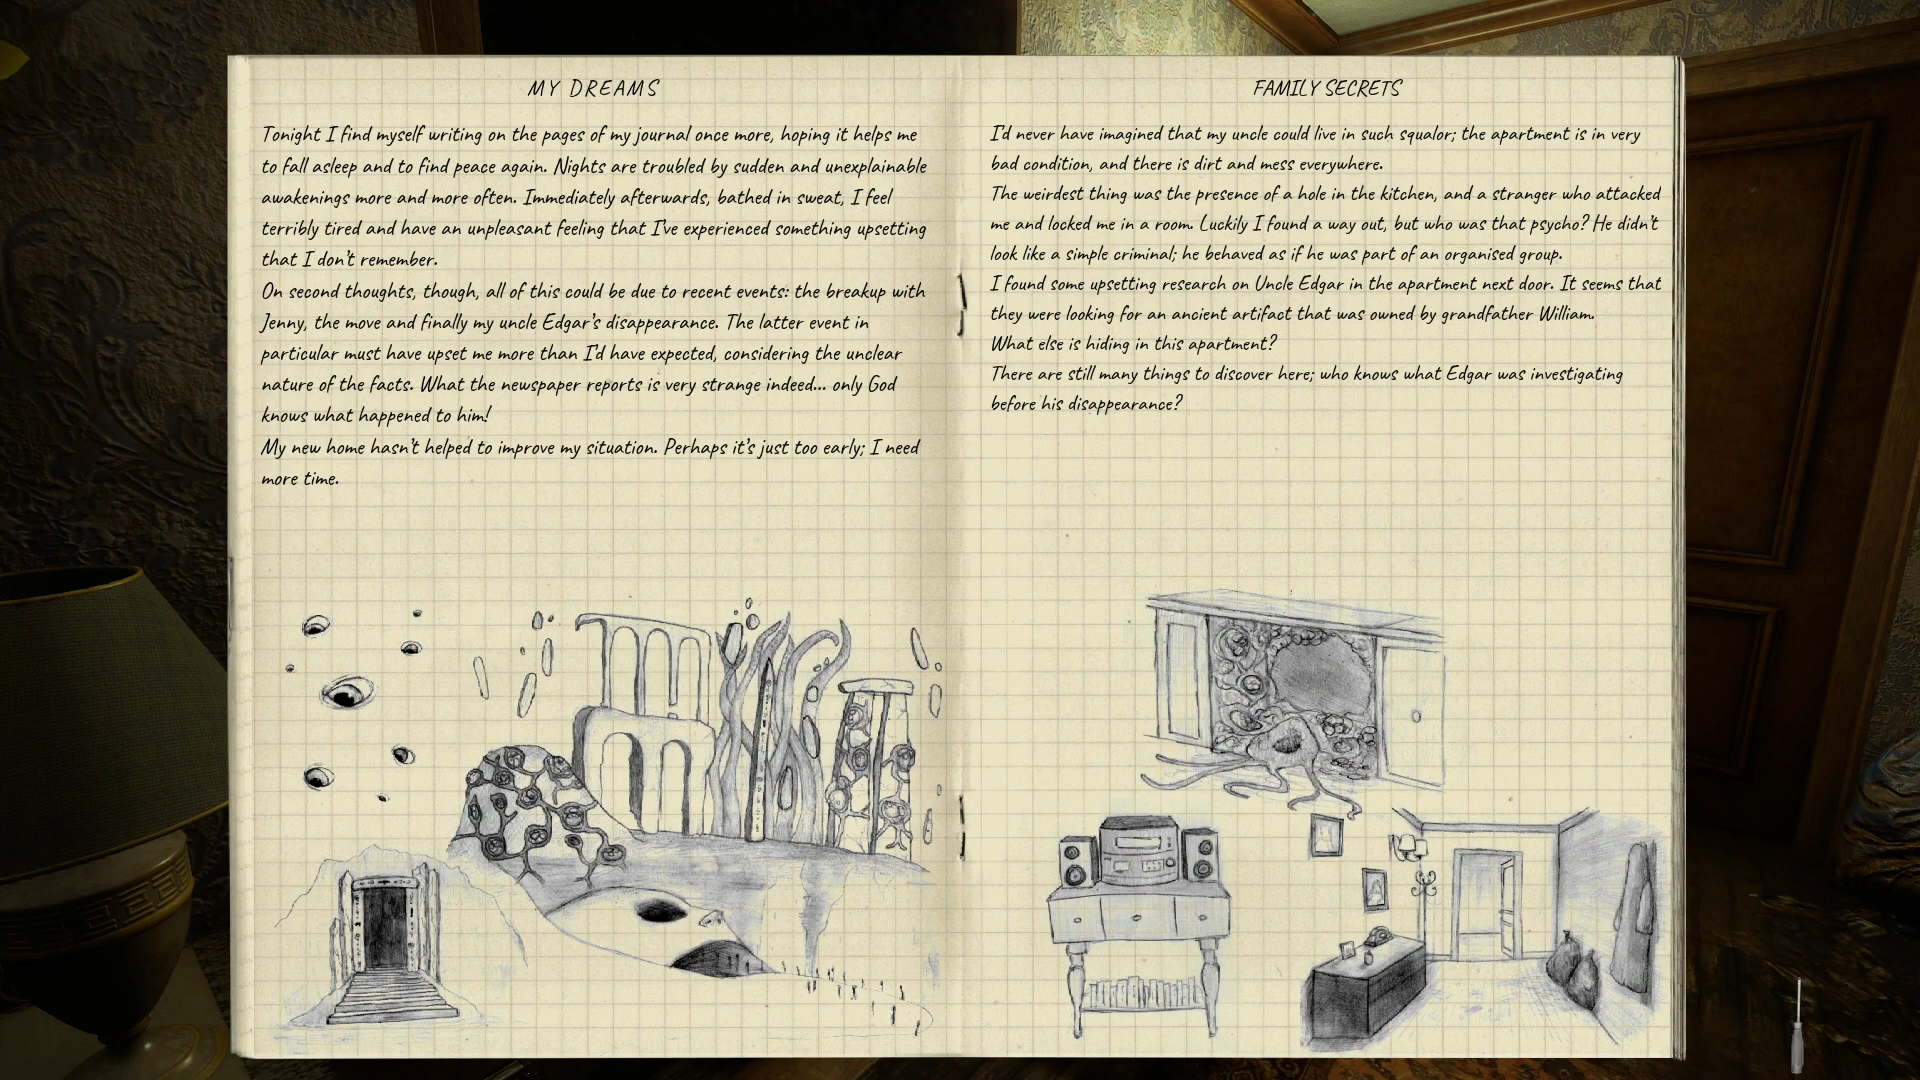 MY DREAMS
Tonight I find myself writing on the pages of my journal once more, hoping it helps me
to fall asleep and to find peace again. Nights are troubled by sudden and unexplainable
awakenings more and more often. Immediately afterwards, bathed in sweat, I feel
terribly tired and have an unpleasant feeling that I've experienced something upsetting
that I don't remember.
On second thoughts, though, all of this could be due to recent events: the breakup with
Jenny, the move and finally my uncle Edgar's disappearance. The latter event in
particular must have upset me more than I'd have expected, considering the unclear
nature of the facts. What the newspaper reports is very strange indeed... only God
knows what happened to him!
My new home hasn't helped to improve my situation. Perhaps it's just too early; I need
more time.
FAMILY SECRETS
I'd never have imagined that my uncle could live in such squalor; the apartment is in very
bad condition, and there is dirt and mess everywhere.
The weirdest thing was the presence of a hole in the kitchen, and a stranger who attacked
me and locked me in a room. Luckily I found a way out, but who was that psycho? He didn't
look like a simple criminal; he behaved as if he was part of an organised group.
I found some upsetting research on Uncle Edgar in the apartment next door. It seems that
they were looking for an ancient artifact that was owned by grandfather William.
What else is hiding in this apartment?
There are still many things to discover here; who knows what Edgar was investigating
before his disappearance?